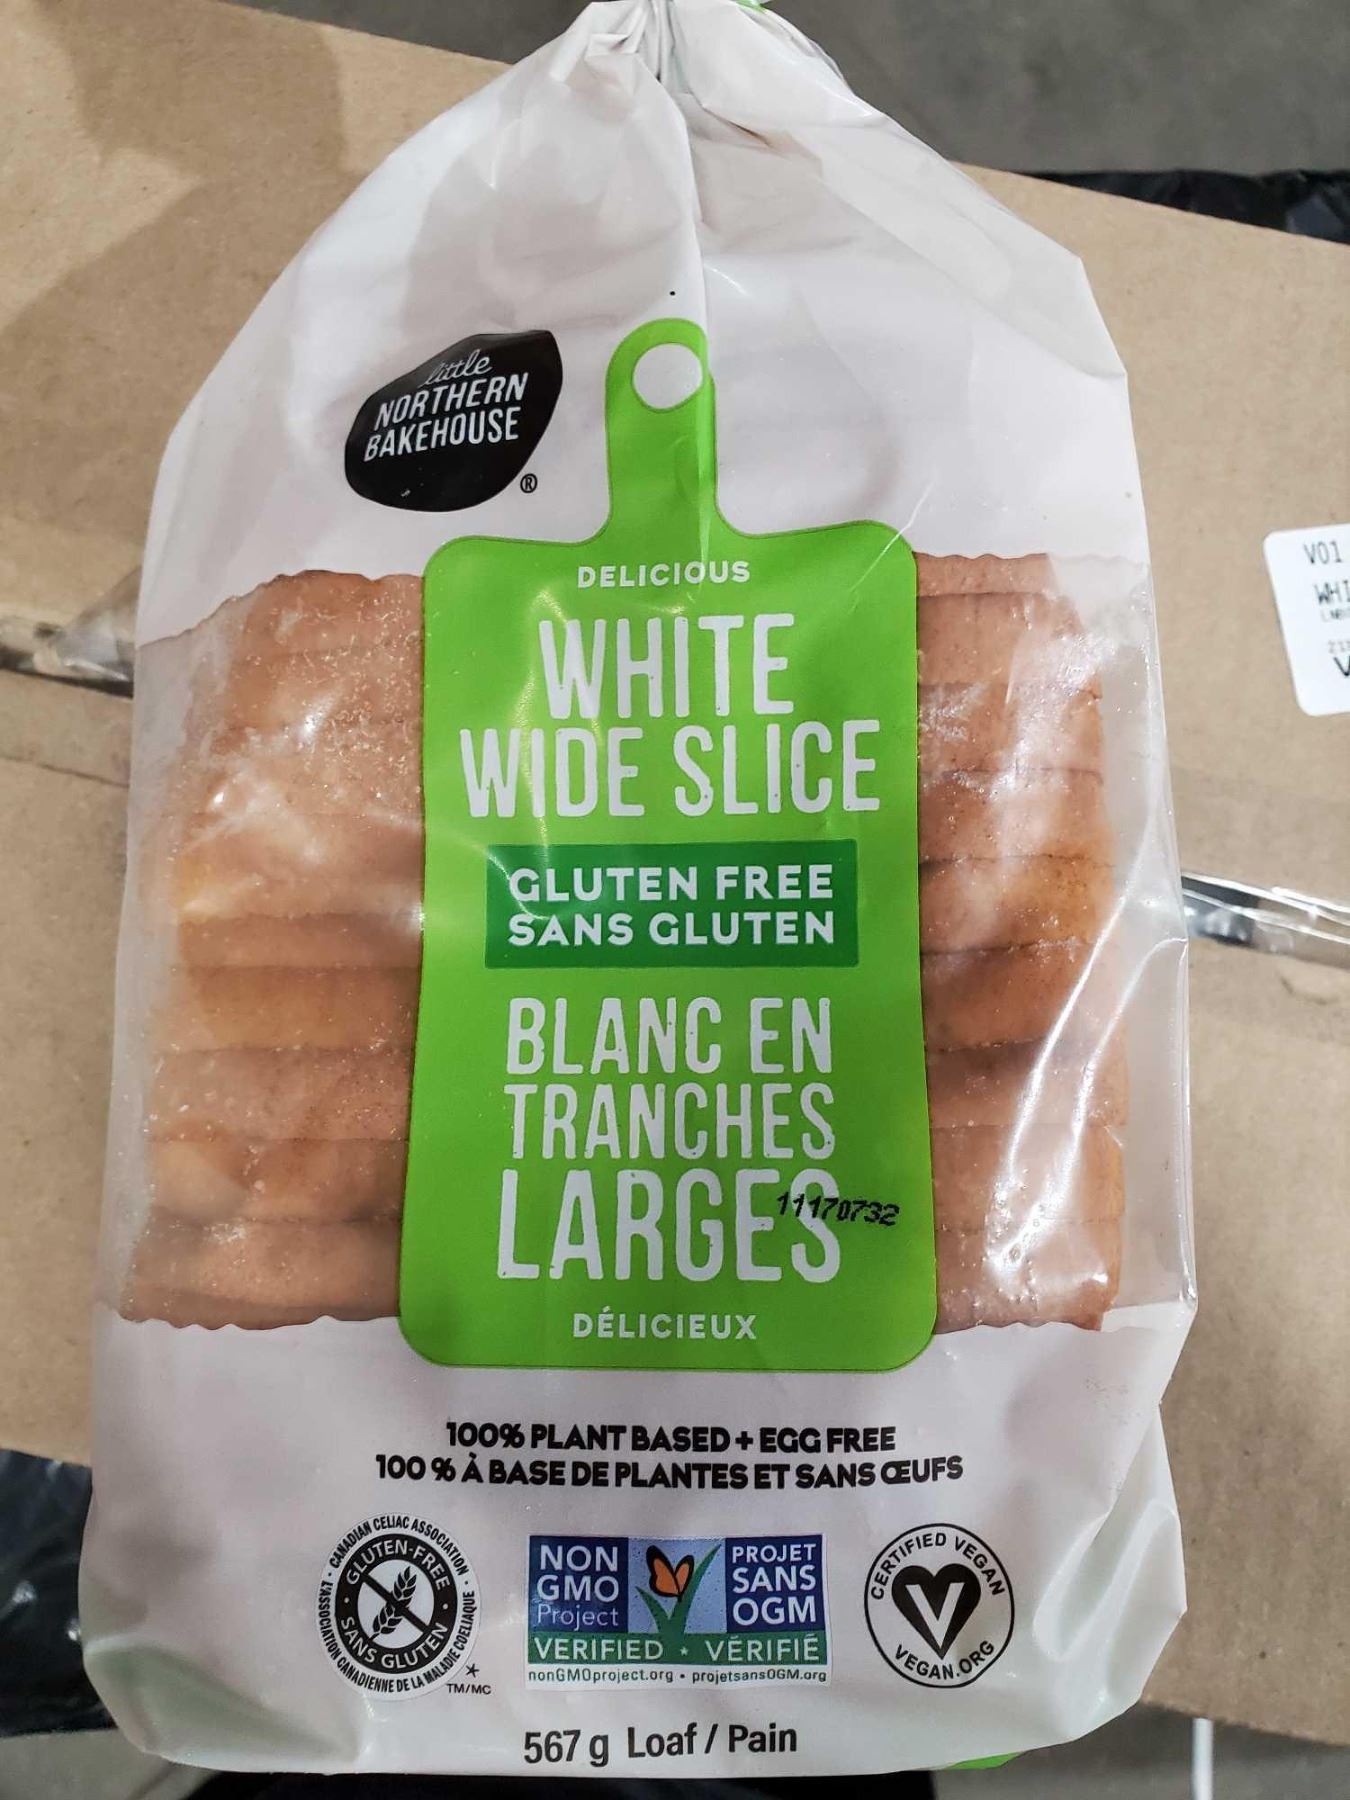 little
NORTHERN
BAKEHOUSE
®
DELICIOUS
WHITE
WIDE SLICE
GLUTEN FREE
SANS GLUTEN
BLANC EN
TRANCHES
LARGES
11170732
DÉLICIEUX
100% PLANT BASED + EGG FREE
100 % À BASE DE PLANTES ET SANS ŒUFS
CANADIAN CELIAC ASSOCIATION
L'ASSOCIATION CANADIENNE DE LA MALADIE COELIAQUE
GLUTEN-FREE
SANS GLUTEN
*
TM/MC
NON
GMO
Project
PROJET
SANS
OGM
VERIFIED • VÉRIFIÉ
nonGMOproject.org • projetsansOGM.org
CERTIFIED VEGAN
V
VEGAN.ORG
567 g Loaf / Pain
V01
WHI